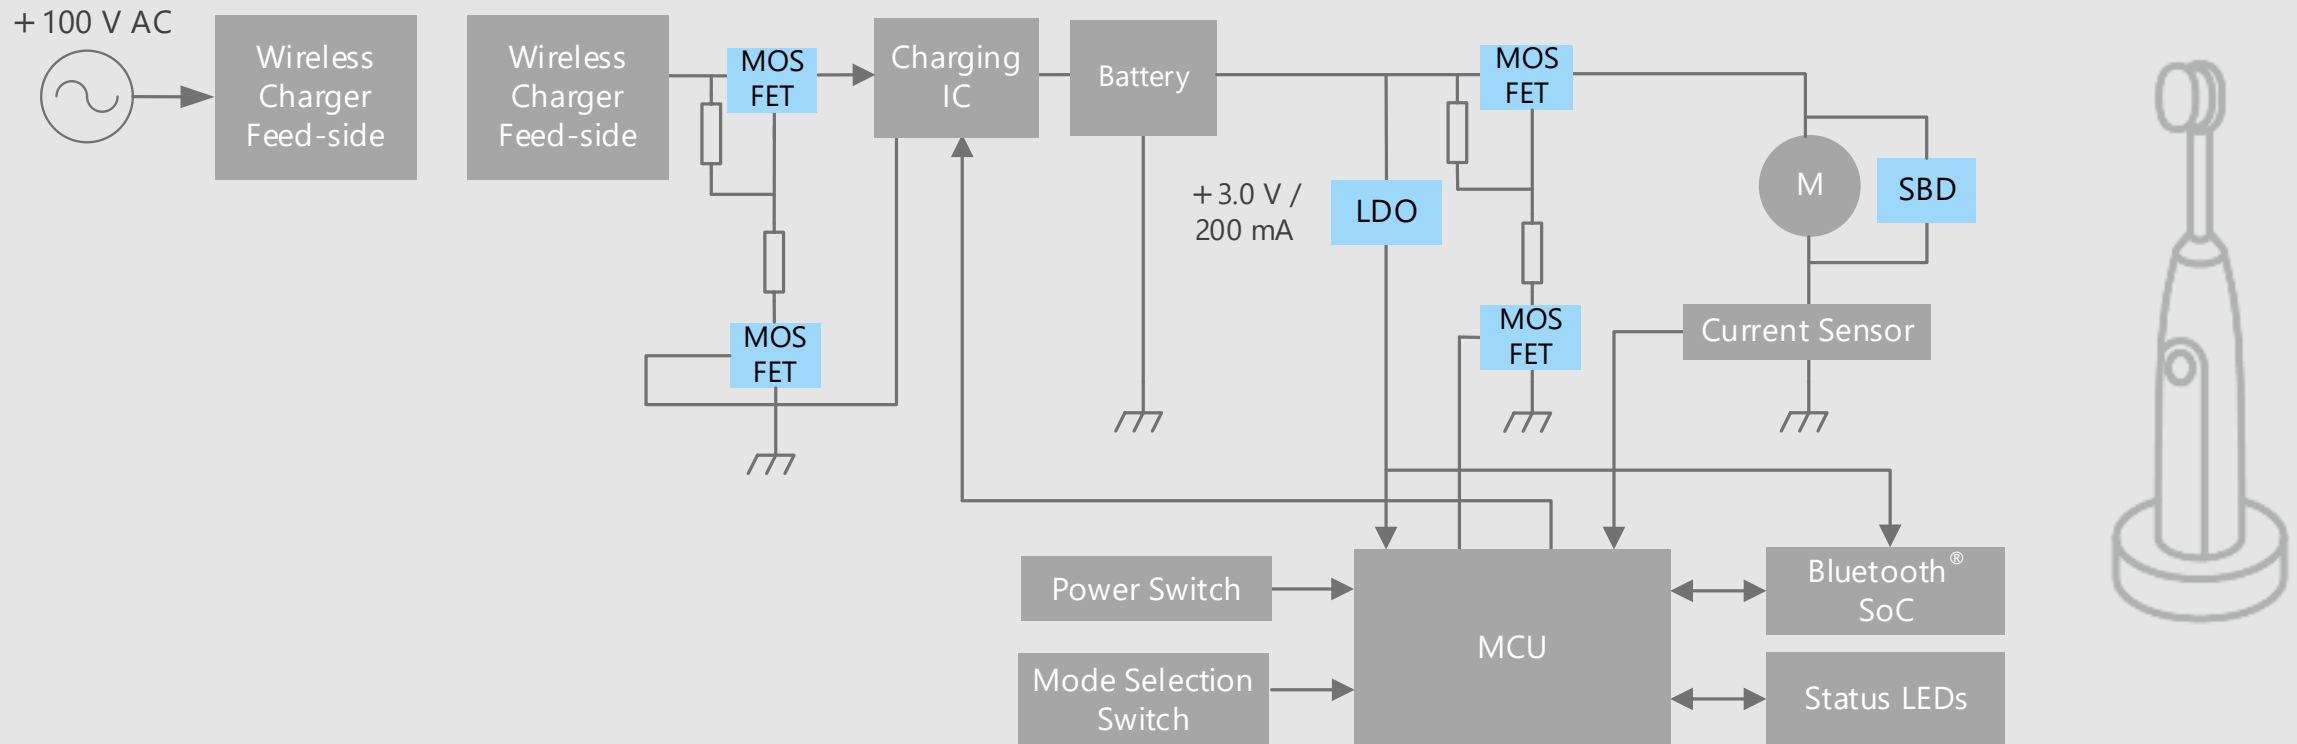 +100 V AC
Wireless
Charger
Feed-side
Wireless
Charger
Feed-side
MOS
FET
Charging
IC
Battery
MOS
FET
+3.0 V /
200 mA
LDO
M
SBD
MOS
FET
MOS
FET
Current Sensor
Power Switch
Mode Selection
Switch
MCU
Bluetooth®
SoC
Status LEDs